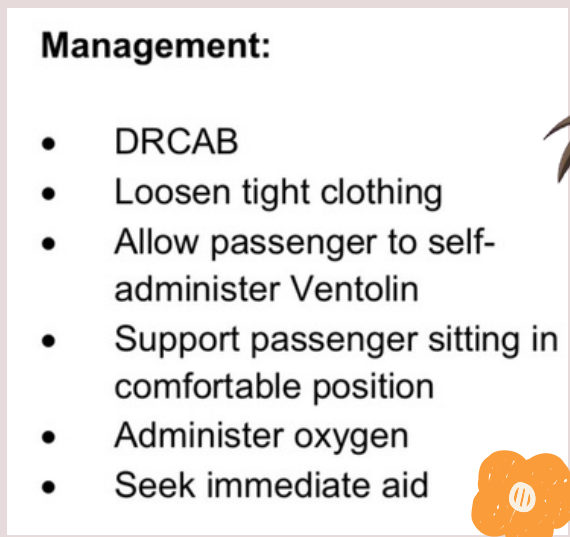 Management:
• DRCAB
• Loosen tight clothing
• Allow passenger to self-
administer Ventolin
• Support passenger sitting in
comfortable position
• Administer oxygen
• Seek immediate aid